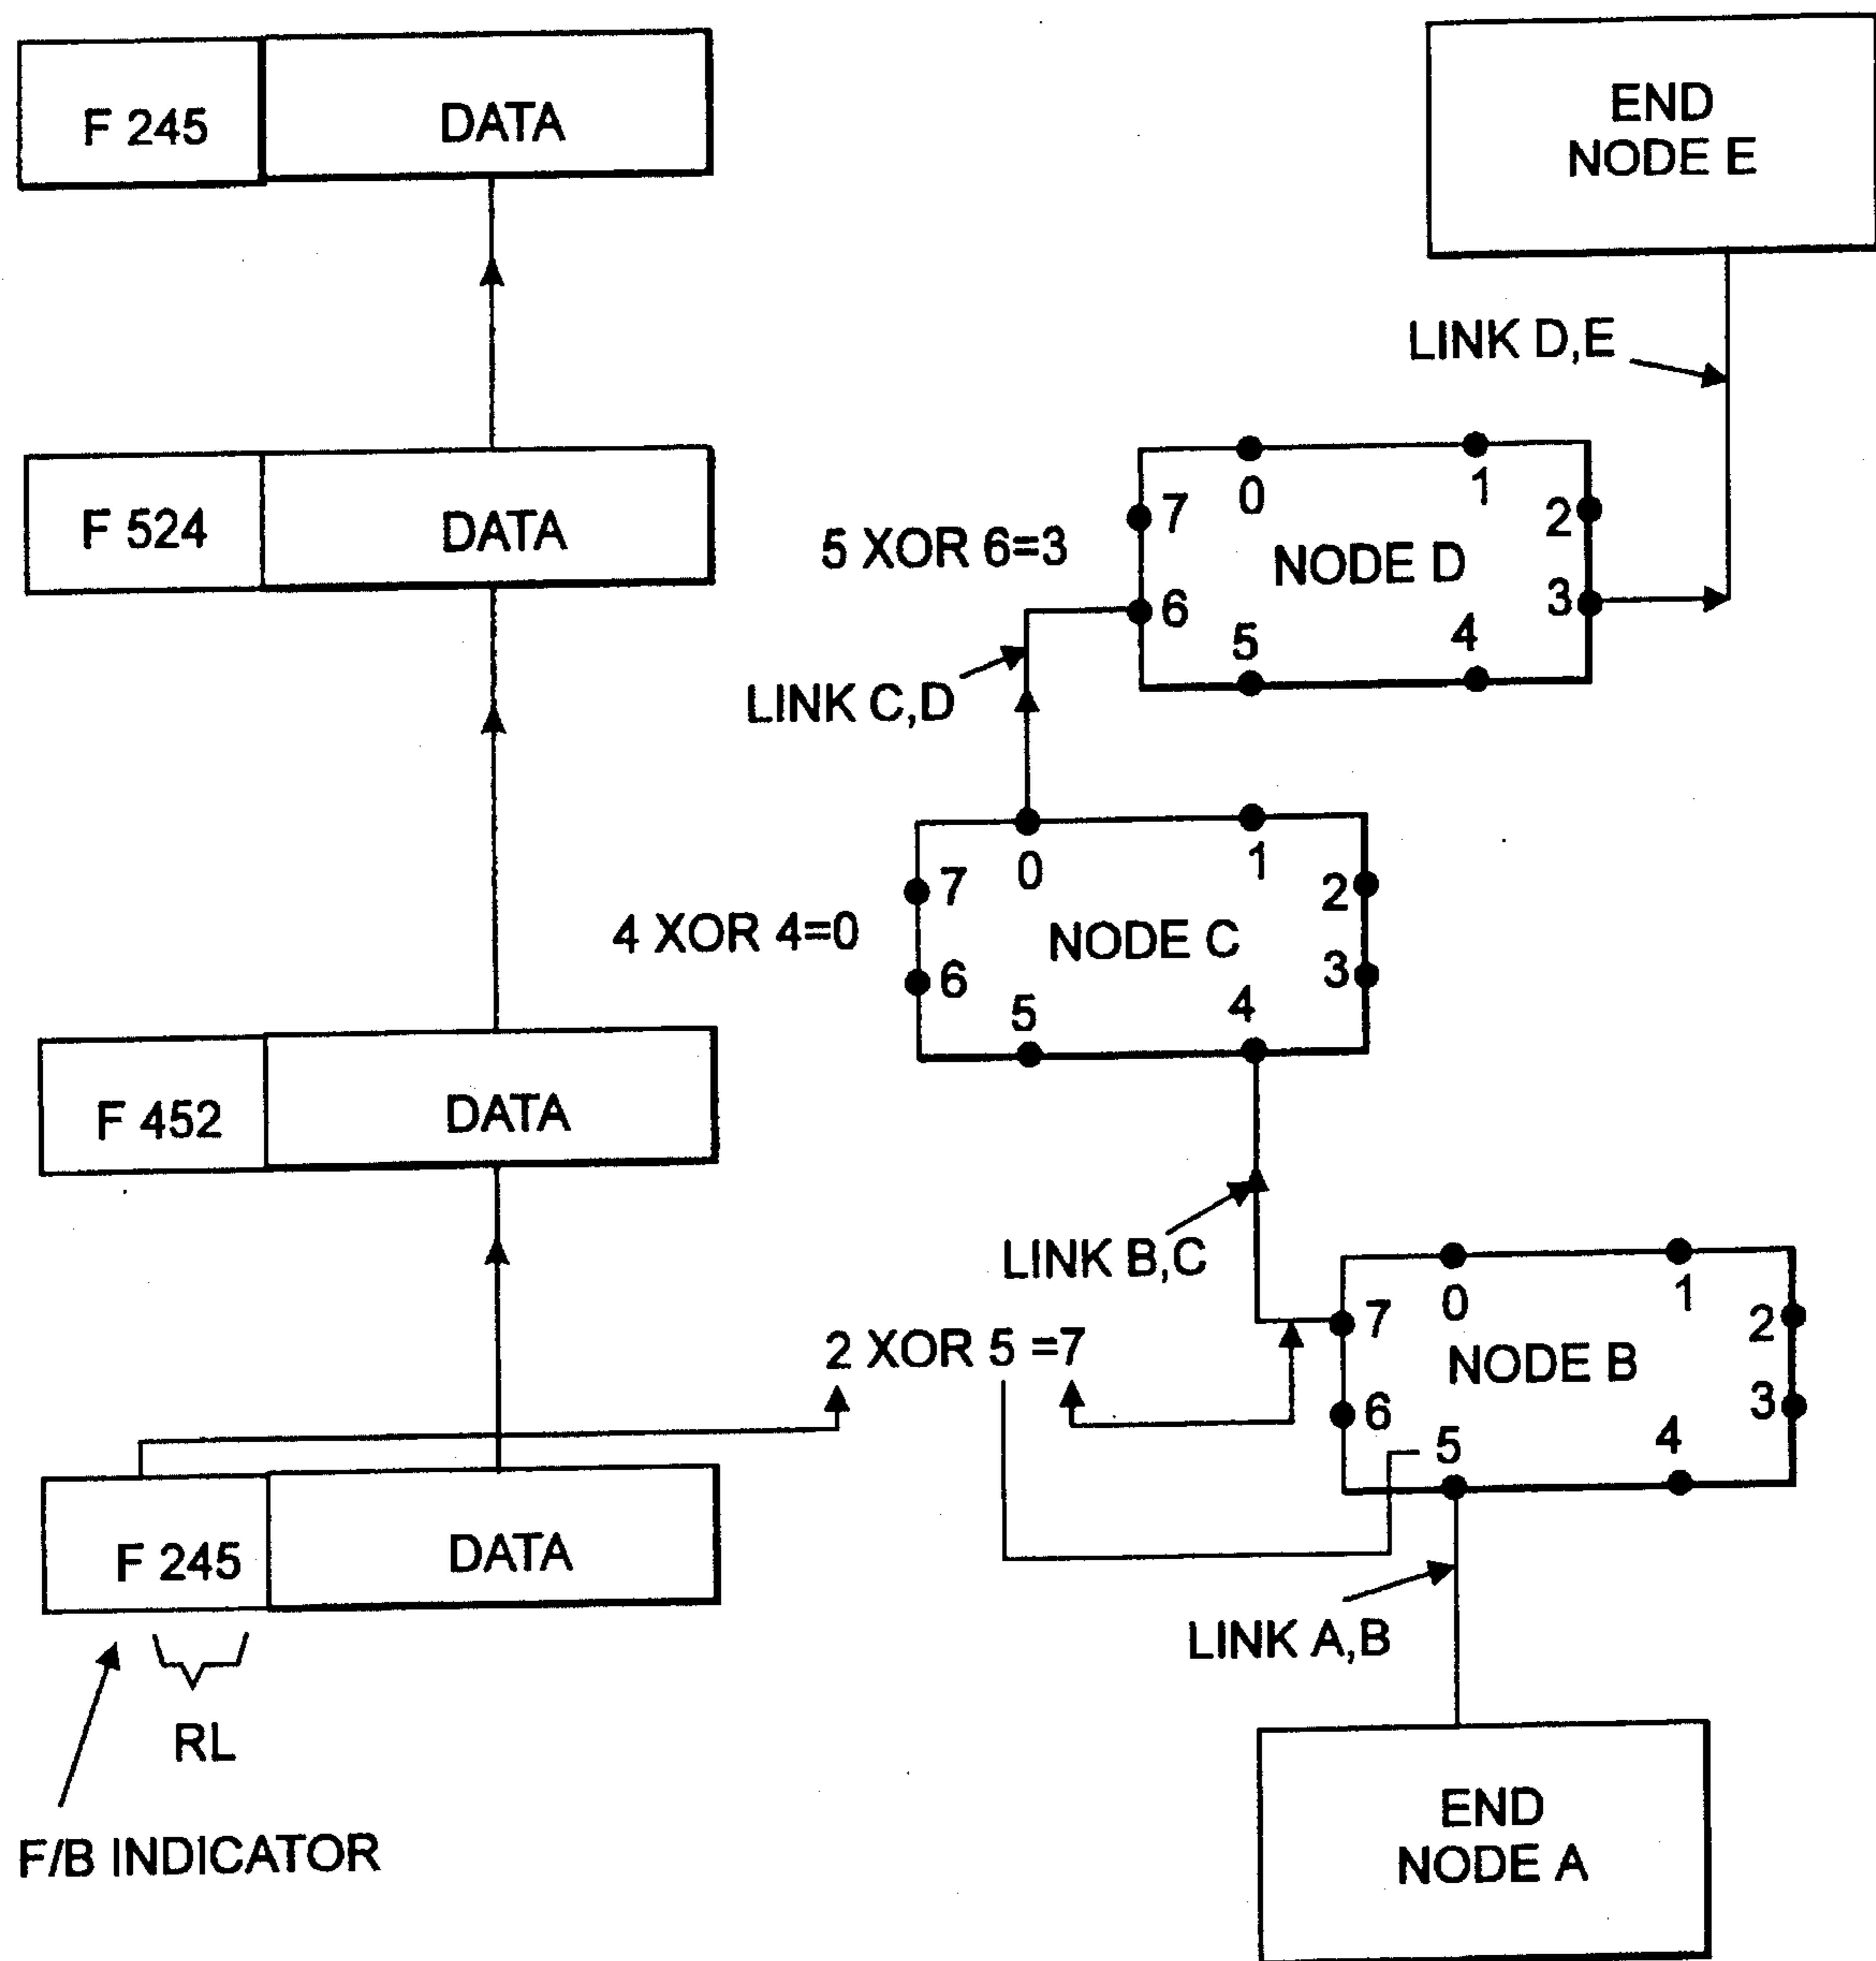 F 245 DATA
END
NODE E
LINK D,E
F 524 DATA
5 XOR 6=3
0 1
7 2
NODE D
6 3
5 4
LINK C,D
0 1
7 2
4 XOR 4=0
NODE C
6 3
5 4
F 452 DATA
LINK B,C
0 1
7 2
2 XOR 5 =7
NODE B
6 3
5 4
F 245 DATA
LINK A,B
RL
F/B INDICATOR
END
NODE A